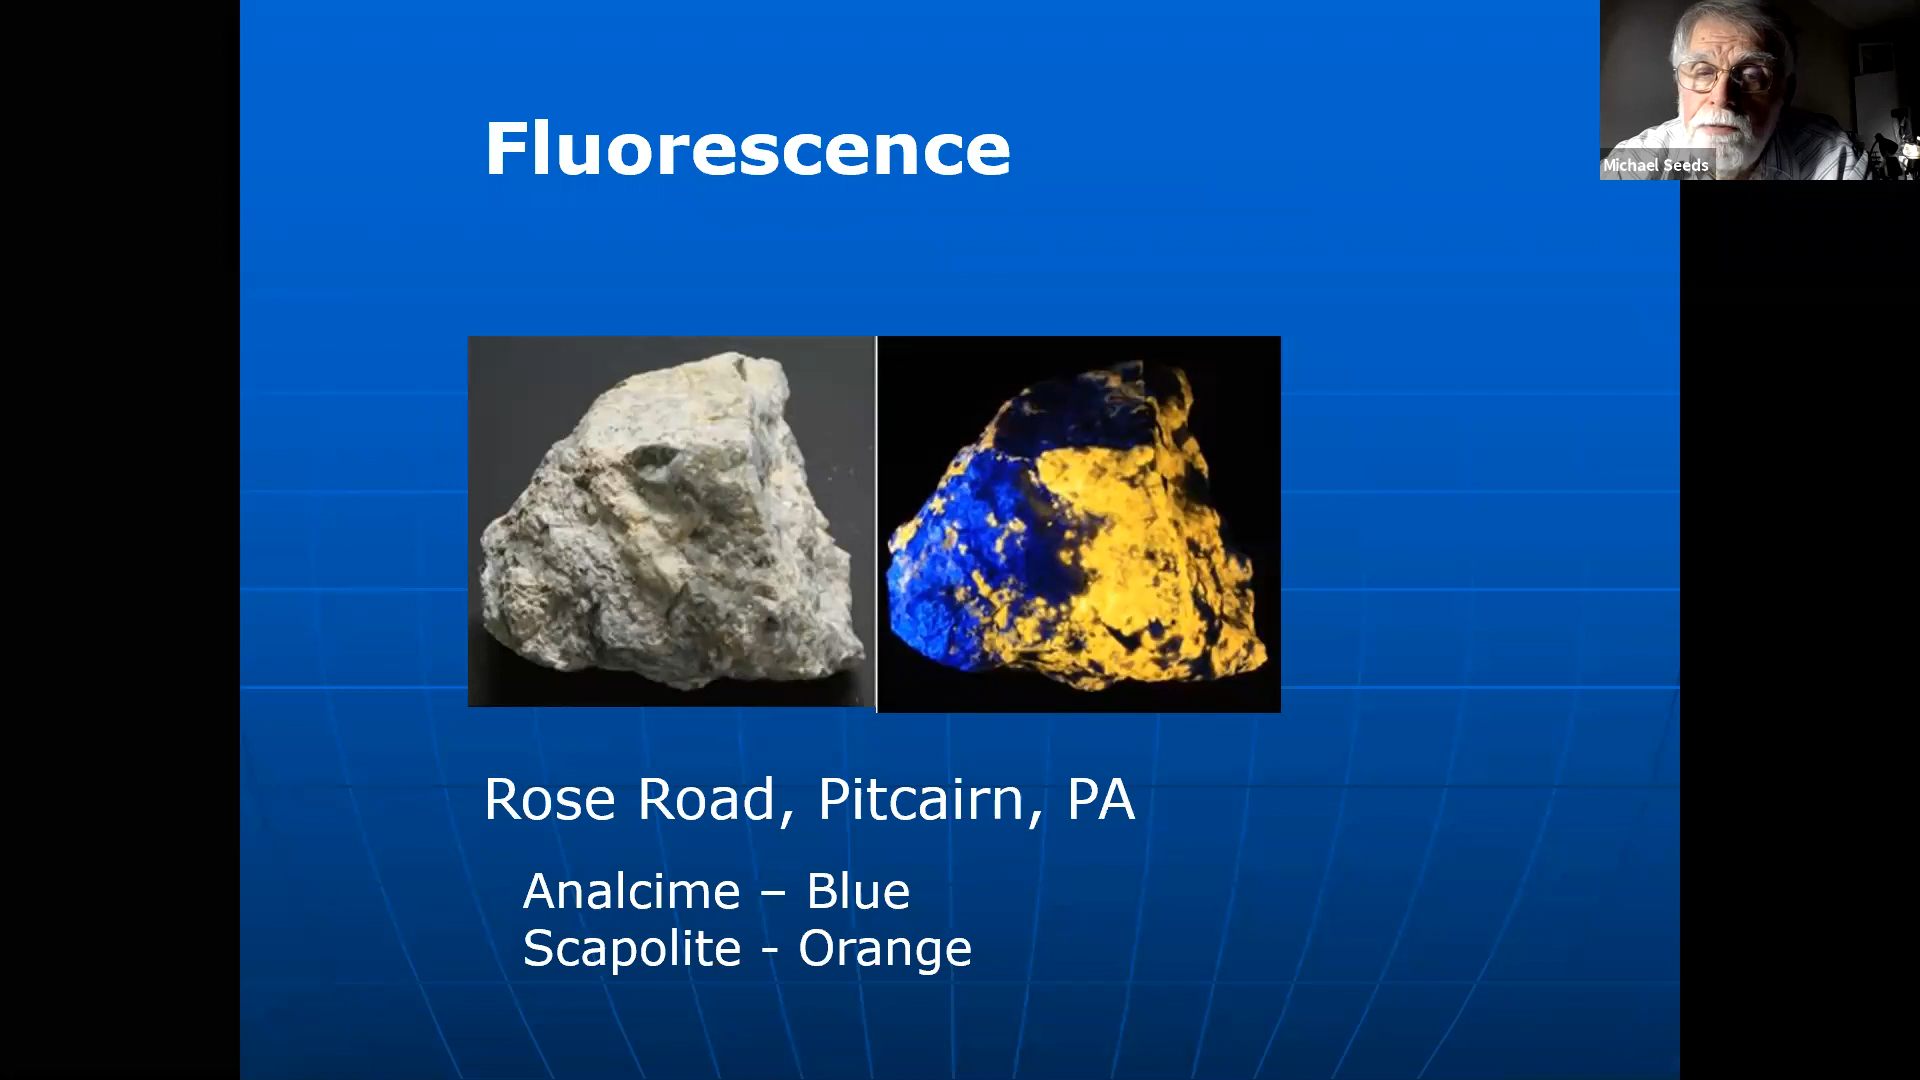 Fluorescence
Michael Seeds
Rose Road, Pitcairn, PA
Analcime – Blue
Scapolite - Orange